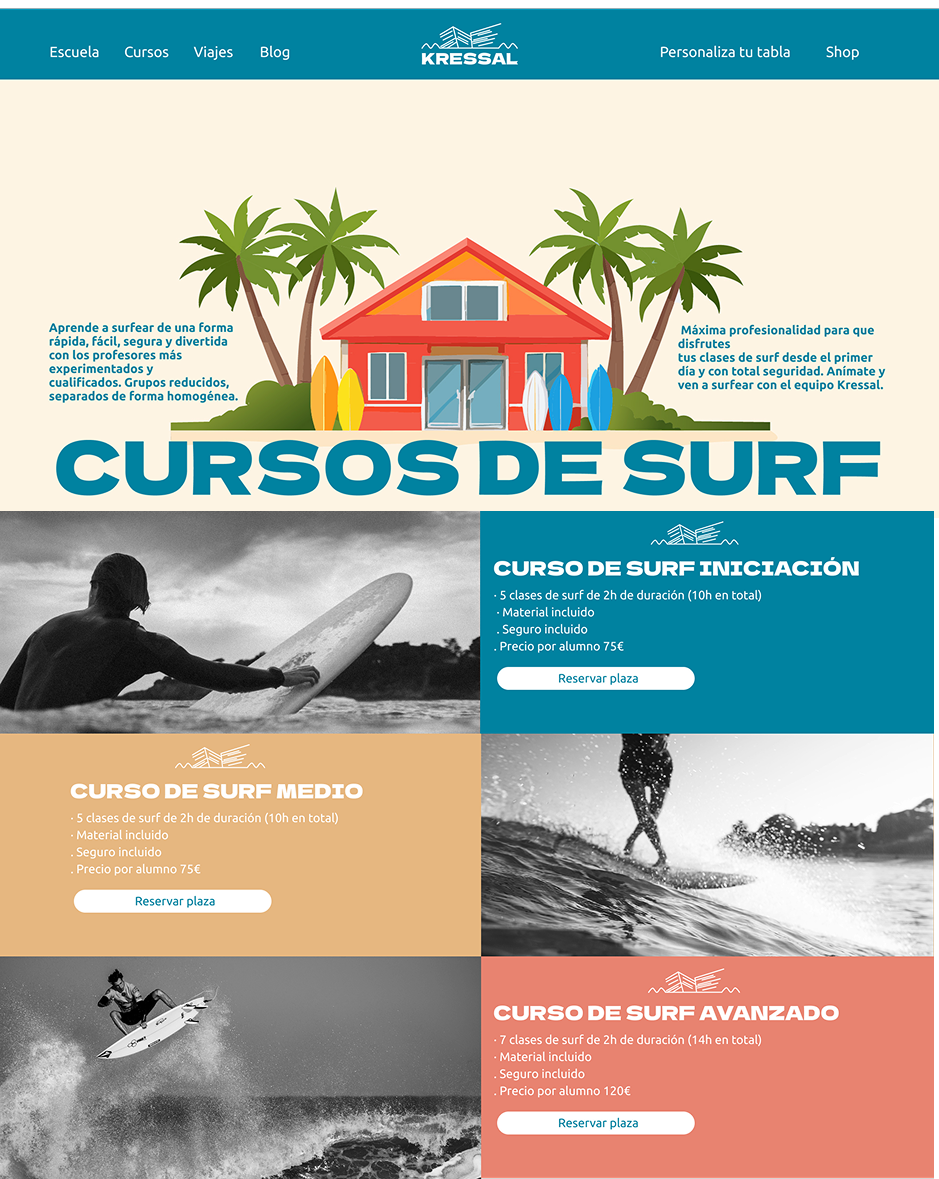 Escuela Cursos Viajes Blog
KRESSAL
Personaliza tu tabla Shop
Aprende a surfear de una forma
rápida, fácil, segura y divertida
con los profesores más
experimentados y
cualificados. Grupos reducidos,
separados de forma homogénea.
Máxima profesionalidad para que
disfrutes
tus clases de surf desde el primer
día y con total seguridad. Anímate y
ven a surfear con el equipo Kressal.
CURSOS DE SURF
CURSO DE SURF INICIACIÓN
· 5 clases de surf de 2h de duración (10h en total)
· Material incluido
. Seguro incluido
. Precio por alumno 75€
Reservar plaza
CURSO DE SURF MEDIO
· 5 clases de surf de 2h de duración (10h en total)
· Material incluido
. Seguro incluido
. Precio por alumno 75€
Reservar plaza
CURSO DE SURF AVANZADO
· 7 clases de surf de 2h de duración (14h en total)
· Material incluido
. Seguro incluido
. Precio por alumno 120€
Reservar plaza